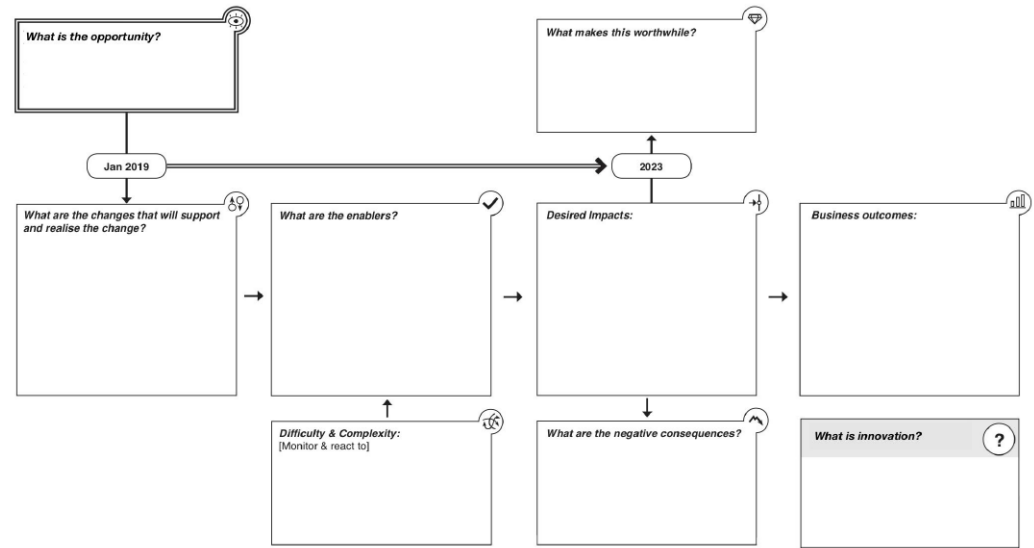 What is the opportunity?
What makes this worthwhile?
Jan 2019
2023
What are the changes that will support
and realise the change?
What are the enablers?
Desired Impacts:
Business outcomes:
Difficulty & Complexity:
[Monitor & react to]
What are the negative consequences?
What is innovation?
?